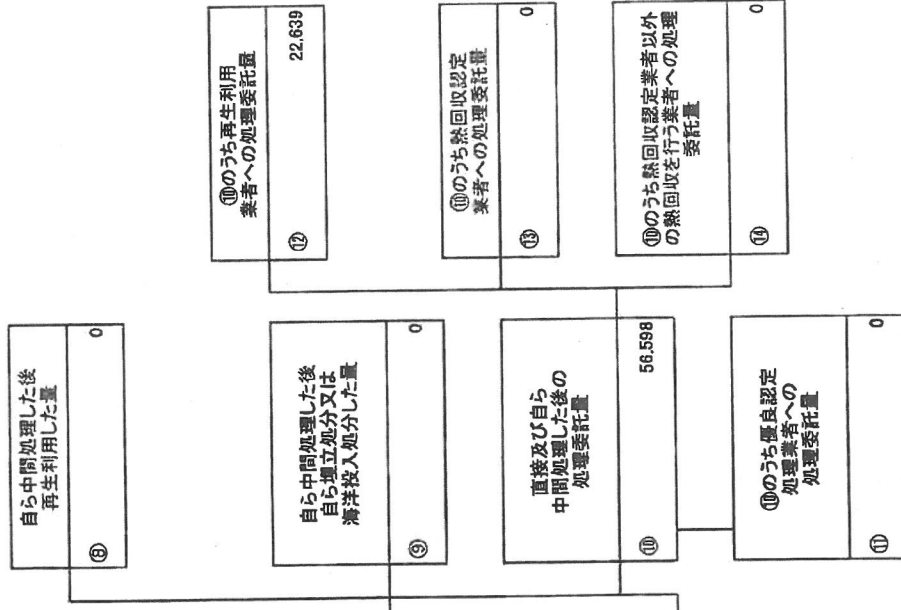 自ら中間処理した後
再生利用した量
⑧ 0
自ら中間処理した後
自ら埋立処分又は
海洋投入処分した量
⑨ 0
直接及び自ら
中間処理した後の
処理委託量
⑩ 56,598
⑩のうち優良認定
処理業者への
処理委託量
⑪ 0
⑩のうち再生利用
業者への処理委託量
⑫ 22,639
⑩のうち熱回収認定
業者への処理委託量
⑬ 0
⑩のうち熱回収認定業者以外
の熱回収を行う業者への処理
委託量
⑭ 0